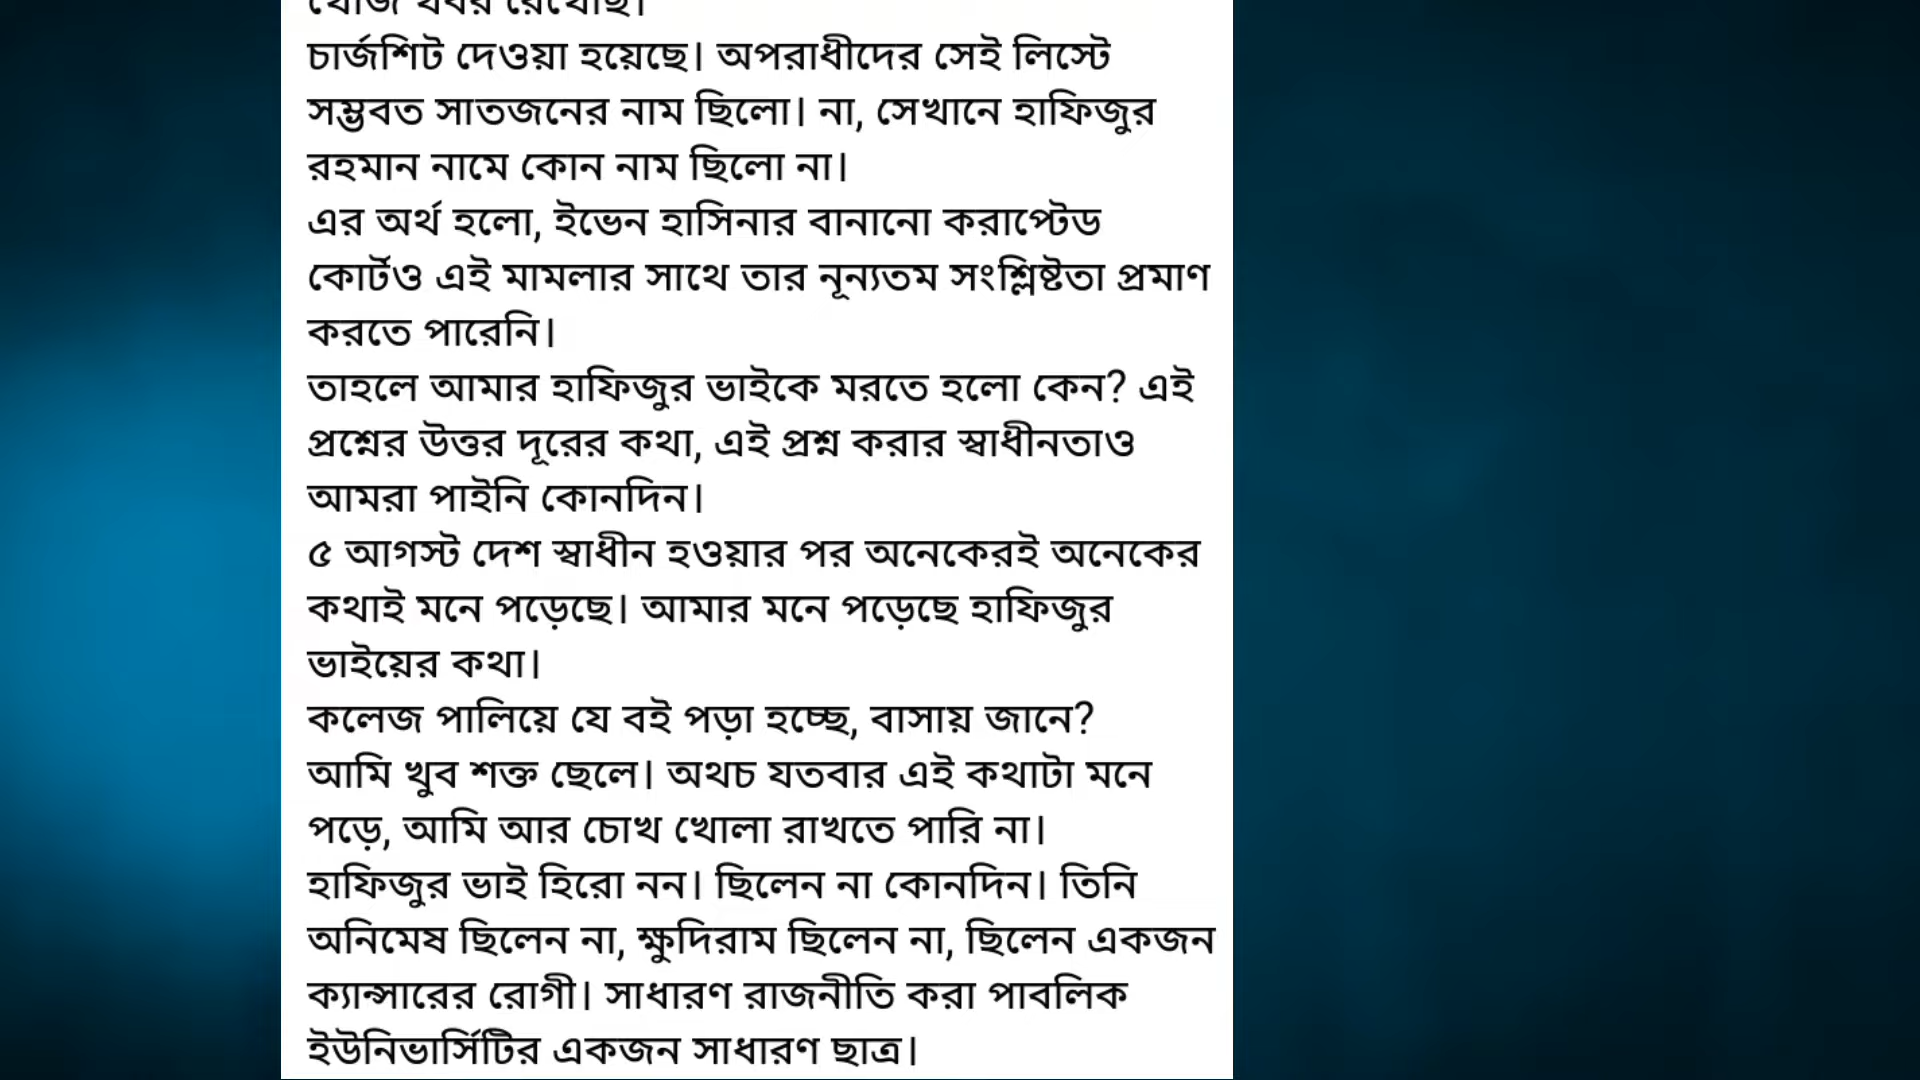 খোঁজ খবর রেখেছি।
চার্জশিট দেওয়া হয়েছে। অপরাধীদের সেই লিস্টে
সম্ভবত সাতজনের নাম ছিলো। না, সেখানে হাফিজুর
রহমান নামে কোন নাম ছিলো না।
এর অর্থ হলো, ইভেন হাসিনার বানানো করাপ্টেড
কোর্টও এই মামলার সাথে তার নূন্যতম সংশ্লিষ্টতা প্রমাণ
করতে পারেনি।
তাহলে আমার হাফিজুর ভাইকে মরতে হলো কেন? এই
প্রশ্নের উত্তর দূরের কথা, এই প্রশ্ন করার স্বাধীনতাও
আমরা পাইনি কোনদিন।
৫ আগস্ট দেশ স্বাধীন হওয়ার পর অনেকেরই অনেকের
কথাই মনে পড়েছে। আমার মনে পড়েছে হাফিজুর
ভাইয়ের কথা।
কলেজ পালিয়ে যে বই পড়া হচ্ছে, বাসায় জানে?
আমি খুব শক্ত ছেলে। অথচ যতবার এই কথাটা মনে
পড়ে, আমি আর চোখ খোলা রাখতে পারি না।
হাফিজুর ভাই হিরো নন। ছিলেন না কোনদিন। তিনি
অনিমেষ ছিলেন না, ক্ষুদিরাম ছিলেন না, ছিলেন একজন
ক্যান্সারের রোগী। সাধারণ রাজনীতি করা পাবলিক
ইউনিভার্সিটির একজন সাধারণ ছাত্র।